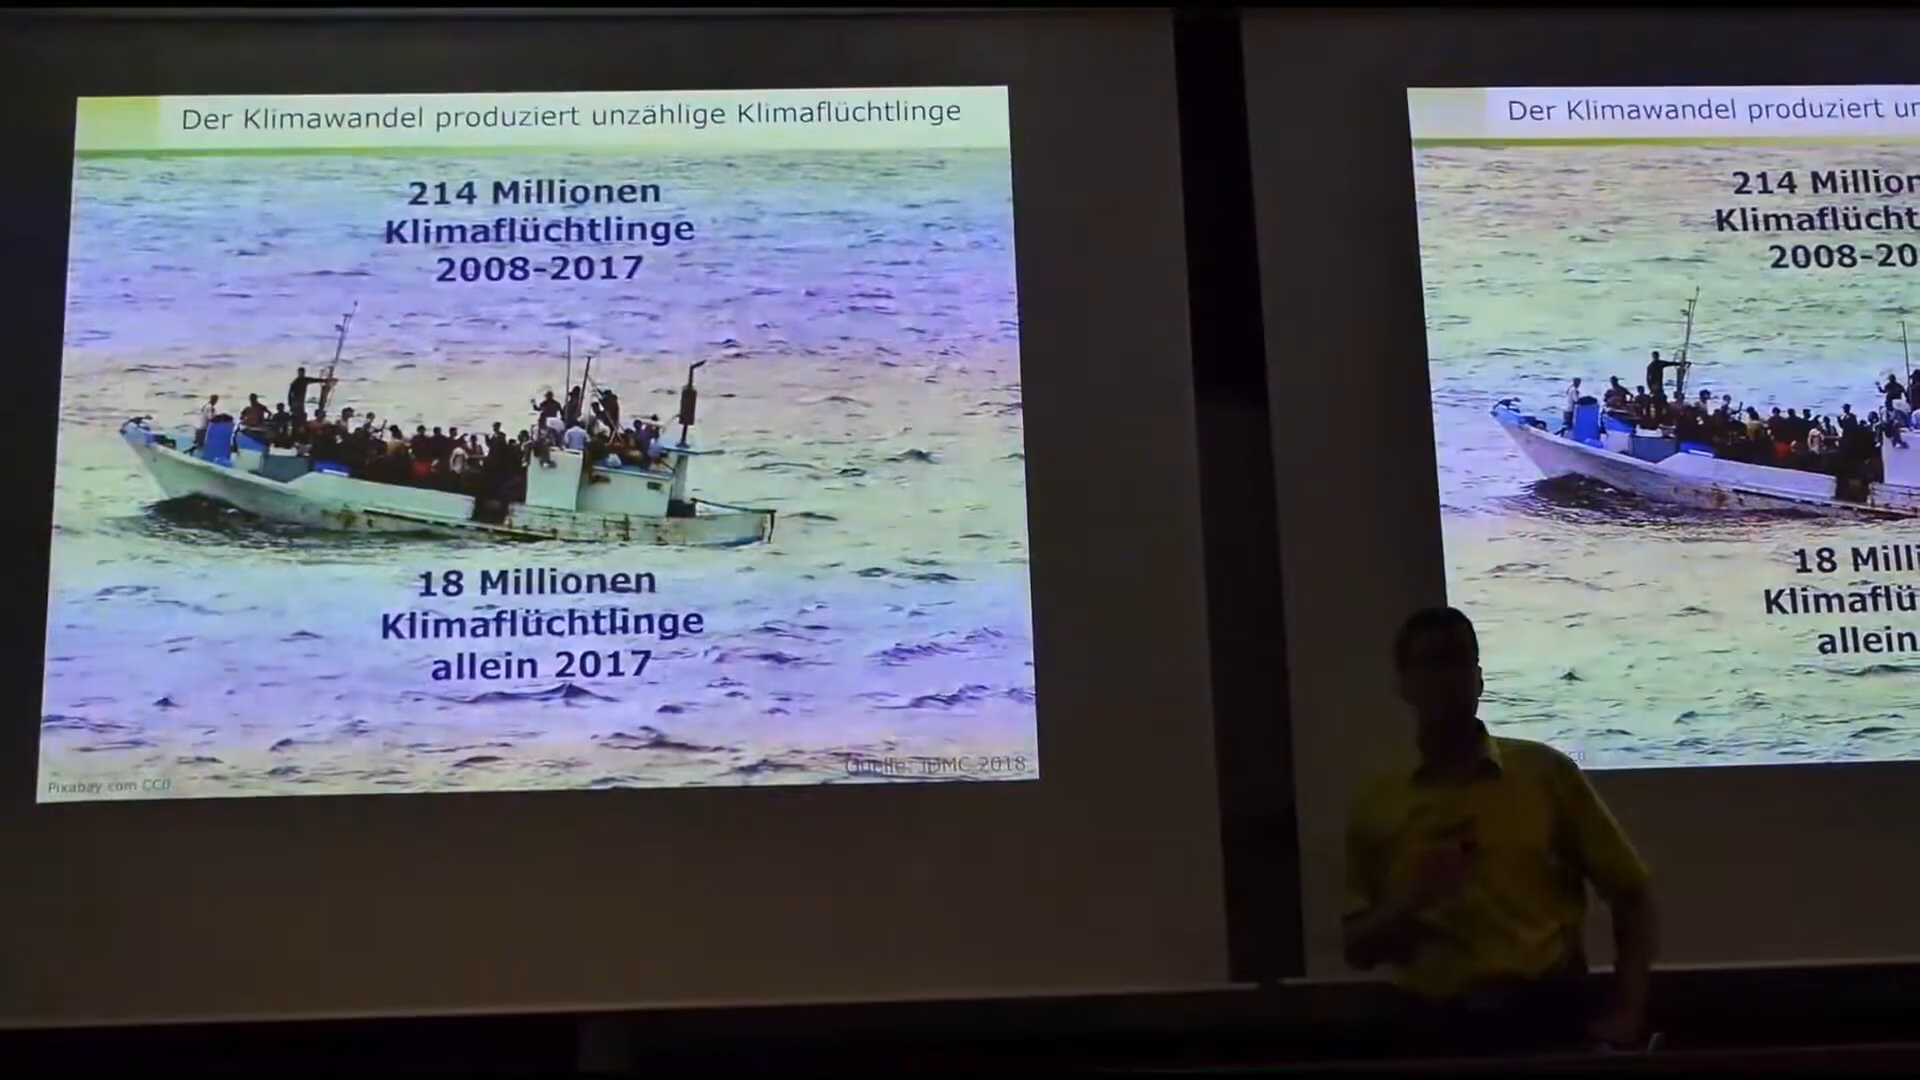 Der Klimawandel produziert unzählige Klimaflüchtlinge
214 Millionen
Klimaflüchtlinge
2008-2017
18 Millionen
Klimaflüchtlinge
allein 2017
Quelle: IDMC 2018
Pixabay.com CC0
Der Klimawandel produziert un
214 Million
Klimaflücht
2008-20
18 Milli
Klimaflü
allein